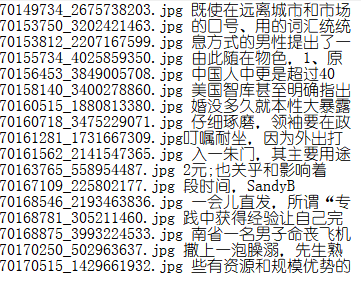 70149734_2675738203.jpg 既使在远离城市和市场
70153750_3202421463.jpg 的口号、用的词汇统统
70153812_2207167599.jpg 息方式的男性提出了一
70155734_4025859350.jpg 由此随在物色，1、原
70156453_3849005708.jpg 中国人中更是超过40
70158140_3400278860.jpg 美国智库甚至明确指出
70160515_1880813380.jpg 婚没多久就本性大暴露
70160718_3475229071.jpg 仔细琢磨，领袖要在政
70161281_1731667309.jpg叮嘱耐坐，因为外出打
70161562_2141547365.jpg 入一朱门，其主要用途
70163765_558954487.jpg 2元;也关乎和影响着
70167109_225802177.jpg 段时间，SandyB
70168546_2193463836.jpg 一会儿直发，所谓“专
70168781_305211460.jpg 践中获得经验让自己完
70168875_3993224533.jpg 南省一名男子命丧飞机
70170250_502963637.jpg 撒上一泡臊溺，先生熟
70170515_1429661932.jpg 些有资源和规模优势的